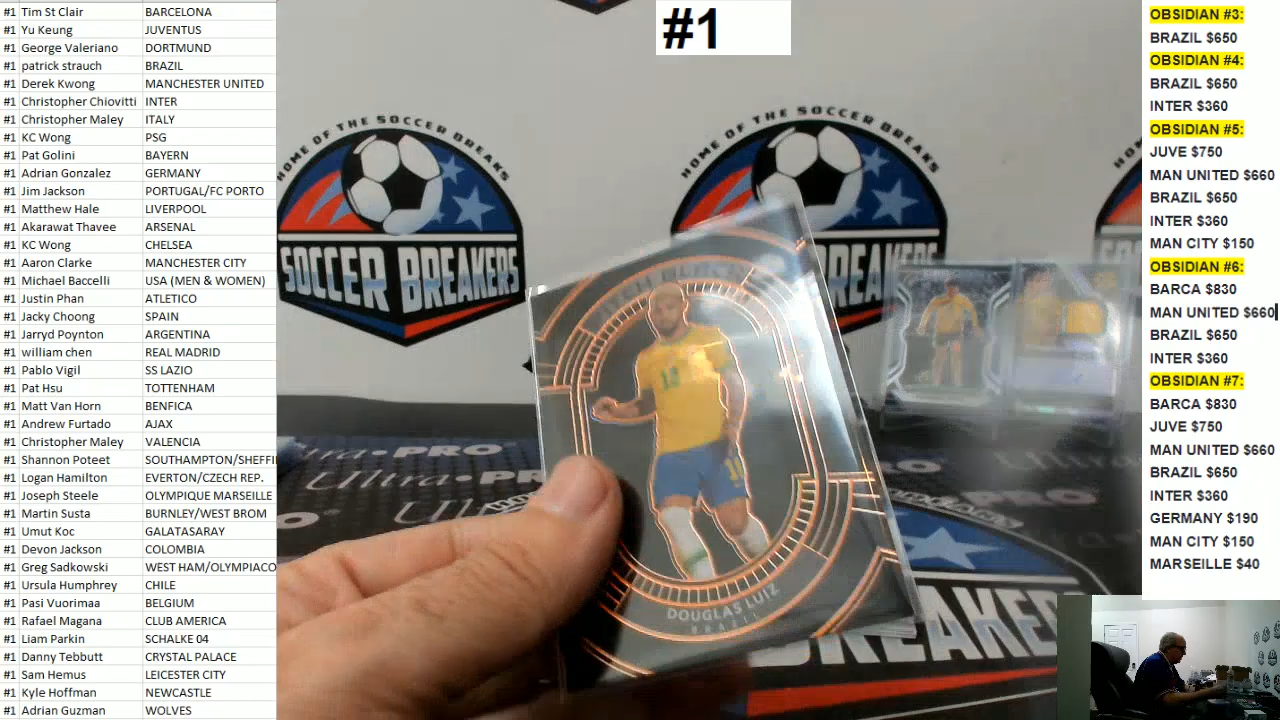 #1 Tim St Clair BARCELONA
#1 Yu Keung JUVENTUS
#1 George Valeriano DORTMUND
#1 patrick strauch BRAZIL
#1 Derek Kwong MANCHESTER UNITED
#1 Christopher Chiovitti INTER
#1 Christopher Maley ITALY
#1 KC Wong PSG
#1 Pat Golini BAYERN
#1 Adrian Gonzalez GERMANY
#1 Jim Jackson PORTUGAL/FC PORTO
#1 Matthew Hale LIVERPOOL
#1 Akarawat Thavee ARSENAL
#1 KC Wong CHELSEA
#1 Aaron Clarke MANCHESTER CITY
#1 Michael Baccelli USA (MEN & WOMEN)
#1 Justin Phan ATLETICO
#1 Jacky Choong SPAIN
#1 Jarryd Poynton ARGENTINA
#1 william chen REAL MADRID
#1 Pablo Vigil SS LAZIO
#1 Pat Hsu TOTTENHAM
#1 Matt Van Horn BENFICA
#1 Andrew Furtado AJAX
#1 Christopher Maley VALENCIA
#1 Shannon Poteet SOUTHAMPTON/SHEFFI
#1 Logan Hamilton EVERTON/CZECH REP.
#1 Joseph Steele OLYMPIQUE MARSEILLE
#1 Martin Susta BURNLEY/WEST BROM
#1 Umut Koc GALATASARAY
#1 Devon Jackson COLOMBIA
#1 Greg Sadkowski WEST HAM/OLYMPIACO
#1 Ursula Humphrey CHILE
#1 Pasi Vuorimaa BELGIUM
#1 Rafael Magana CLUB AMERICA
#1 Liam Parkin SCHALKE 04
#1 Danny Tebbutt CRYSTAL PALACE
#1 Sam Hemus LEICESTER CITY
#1 Kyle Hoffman NEWCASTLE
#1 Adrian Guzman WOLVES
#1
HOME OF THE SOCCER BREAKS
SOCCER BREAKERS
HOME OF THE SOCCER BREAKS
SOCCER BREAKERS
DOUGLAS LUIZ
BRAZIL
Ultra PRO
Ultra PRO
BREAKERS
OBSIDIAN #3:
BRAZIL $650
OBSIDIAN #4:
BRAZIL $650
INTER $360
OBSIDIAN #5:
JUVE $750
MAN UNITED $660
BRAZIL $650
INTER $360
MAN CITY $150
OBSIDIAN #6:
BARCA $830
MAN UNITED $660
BRAZIL $650
INTER $360
OBSIDIAN #7:
BARCA $830
JUVE $750
MAN UNITED $660
BRAZIL $650
INTER $360
GERMANY $190
MAN CITY $150
MARSEILLE $40